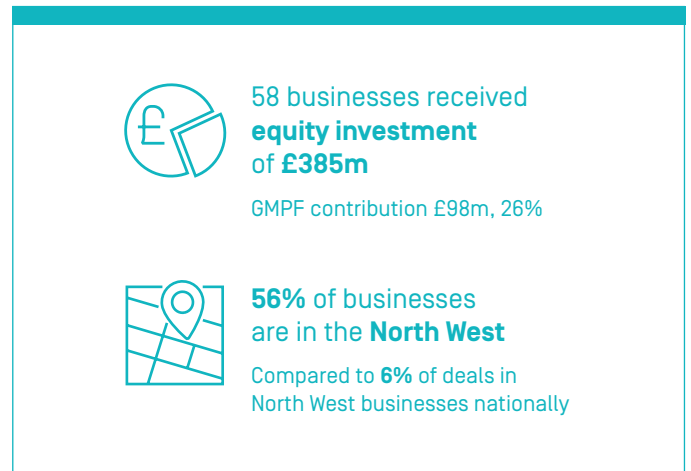 £
58 businesses received
equity investment
of £385m
GMPF contribution £98m, 26%
56% of businesses
are in the North West
Compared to 6% of deals in
North West businesses nationally